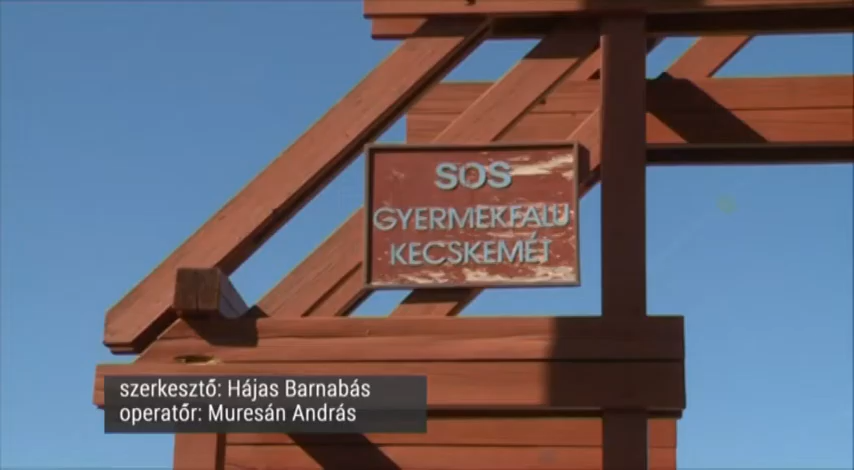 SOS
GYERMEKFALU
KECSKEMÉT
szerkesztő: Hájas Barnabás
operatőr: Muresán András